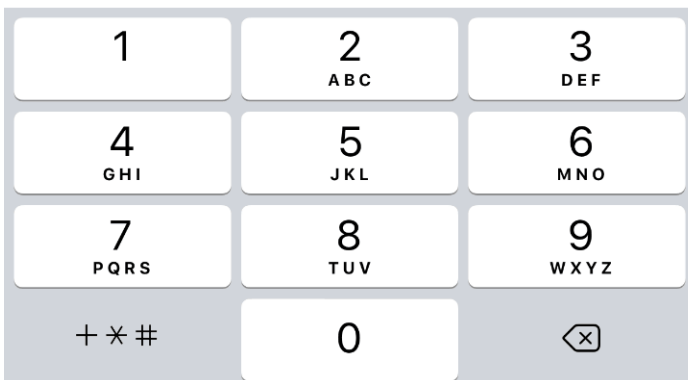 1 2 3
ABC DEF
4 5 6
GHI JKL MNO
7 8 9
PQRS TUV WXYZ
+*# 0